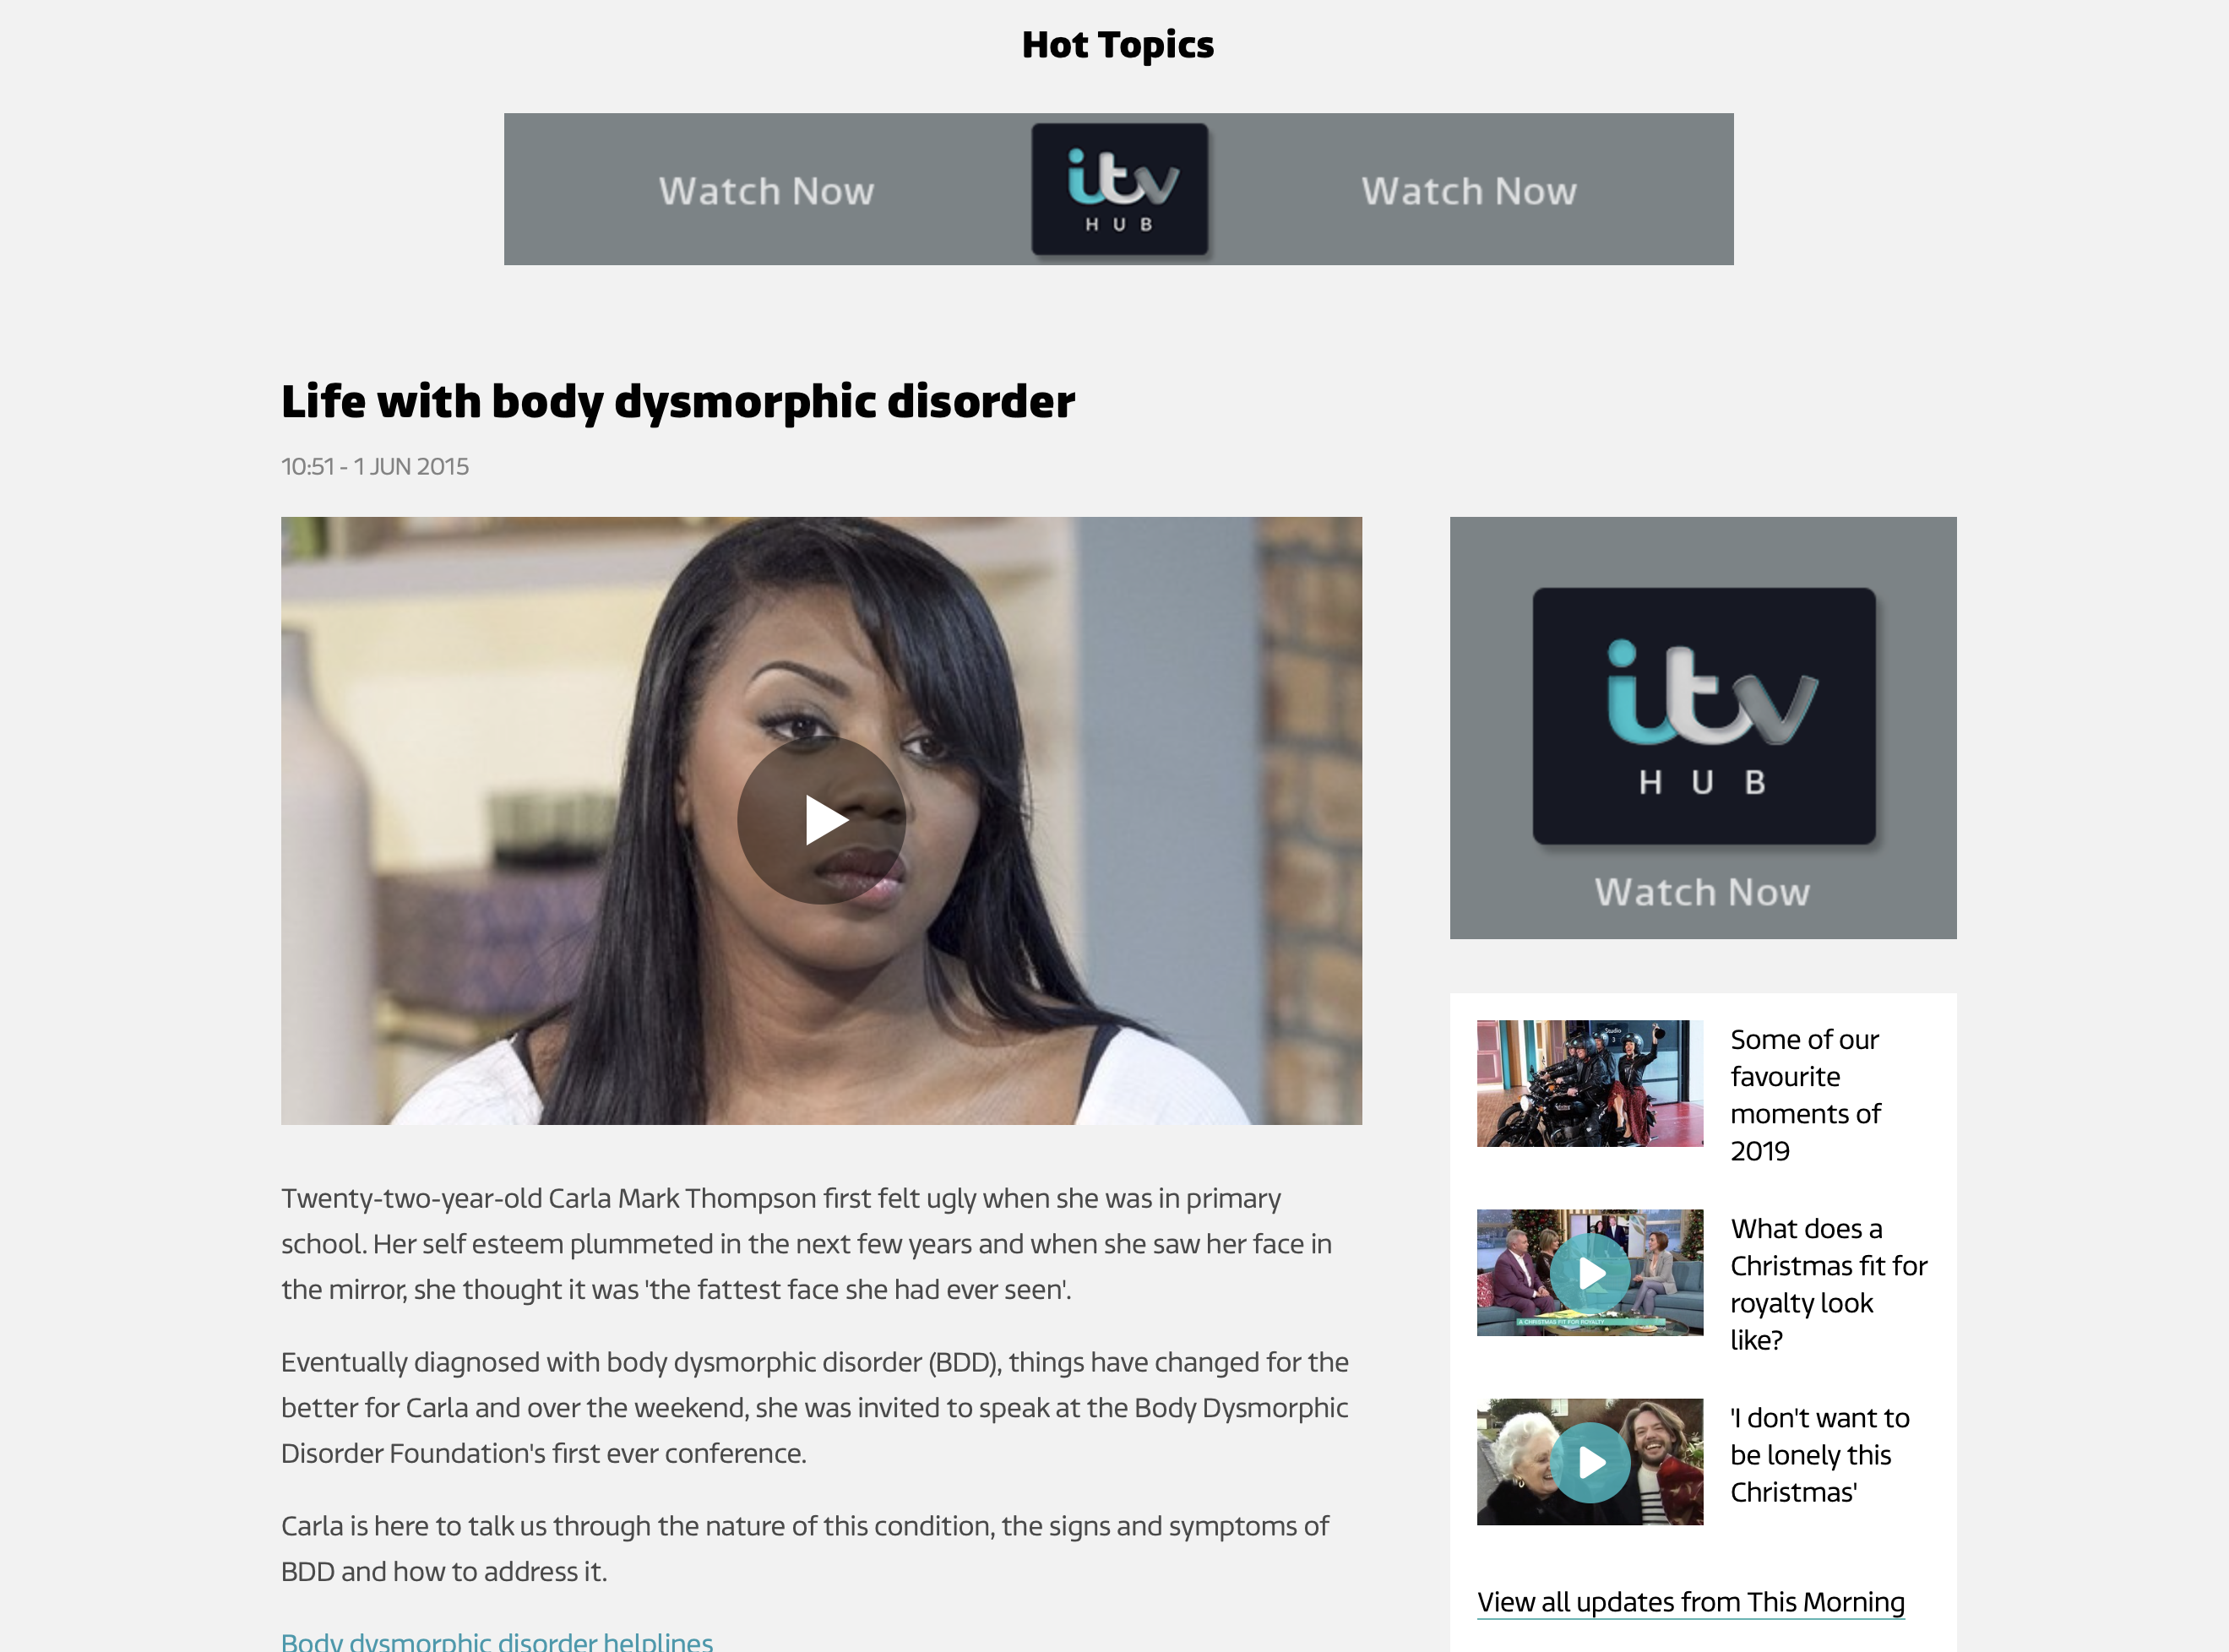 Hot Topics
Watch Now
itv
HUB
Watch Now
Life with body dysmorphic disorder
10:51 - 1 JUN 2015
Twenty-two-year-old Carla Mark Thompson first felt ugly when she was in primary
school. Her self esteem plummeted in the next few years and when she saw her face in
the mirror, she thought it was 'the fattest face she had ever seen'.
Eventually diagnosed with body dysmorphic disorder (BDD), things have changed for the
better for Carla and over the weekend, she was invited to speak at the Body Dysmorphic
Disorder Foundation's first ever conference.
Carla is here to talk us through the nature of this condition, the signs and symptoms of
BDD and how to address it.
Body dysmorphic disorder helplines
itv
HUB
Watch Now
Studio
3
Some of our
favourite
moments of
2019
A CHRISTMAS FIT FOR ROYALTY
What does a
Christmas fit for
royalty look
like?
'I don't want to
be lonely this
Christmas'
View all updates from This Morning